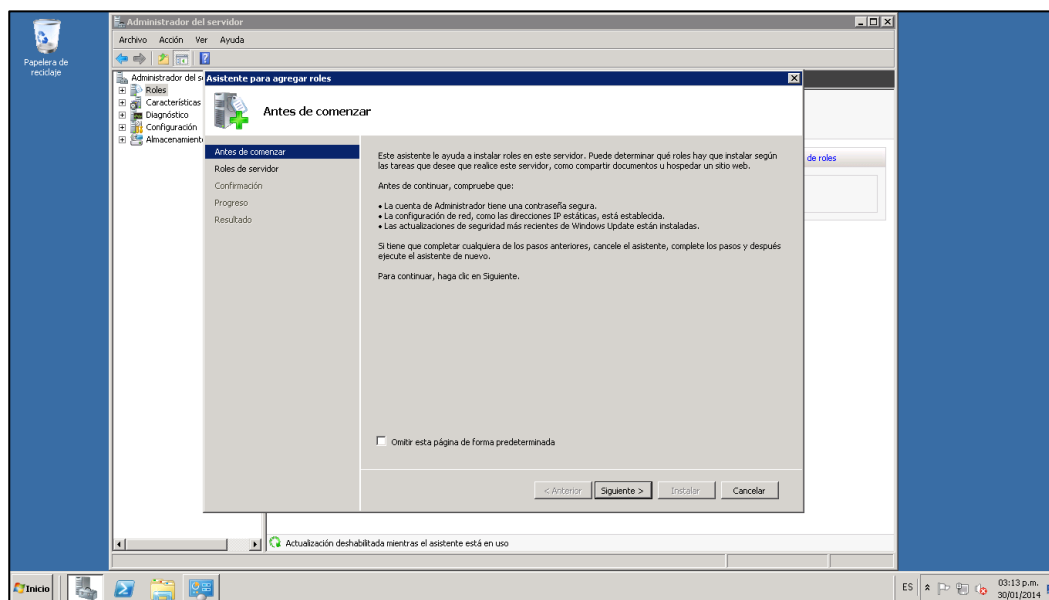 Papelera de
reciclaje
Administrador del servidor
Archivo Acción Ver Ayuda
Administrador del se
Roles
Características
Diagnóstico
Configuración
Almacenamiento
de roles
Asistente para agregar roles
Antes de comenzar
Antes de comenzar
Roles de servidor
Confirmación
Progreso
Resultado
Este asistente le ayuda a instalar roles en este servidor. Puede determinar qué roles hay que instalar según
las tareas que desee que realice este servidor, como compartir documentos u hospedar un sitio web.
Antes de continuar, compruebe que:
• La cuenta de Administrador tiene una contraseña segura.
• La configuración de red, como las direcciones IP estáticas, está establecida.
• Las actualizaciones de seguridad más recientes de Windows Update están instaladas.
Si tiene que completar cualquiera de los pasos anteriores, cancele el asistente, complete los pasos y después
ejecute el asistente de nuevo.
Para continuar, haga clic en Siguiente.
Omitir esta página de forma predeterminada
< Anterior Siguiente > Instalar Cancelar
Actualización deshabilitada mientras el asistente está en uso
Inicio
ES
03:13 p.m.
30/01/2014